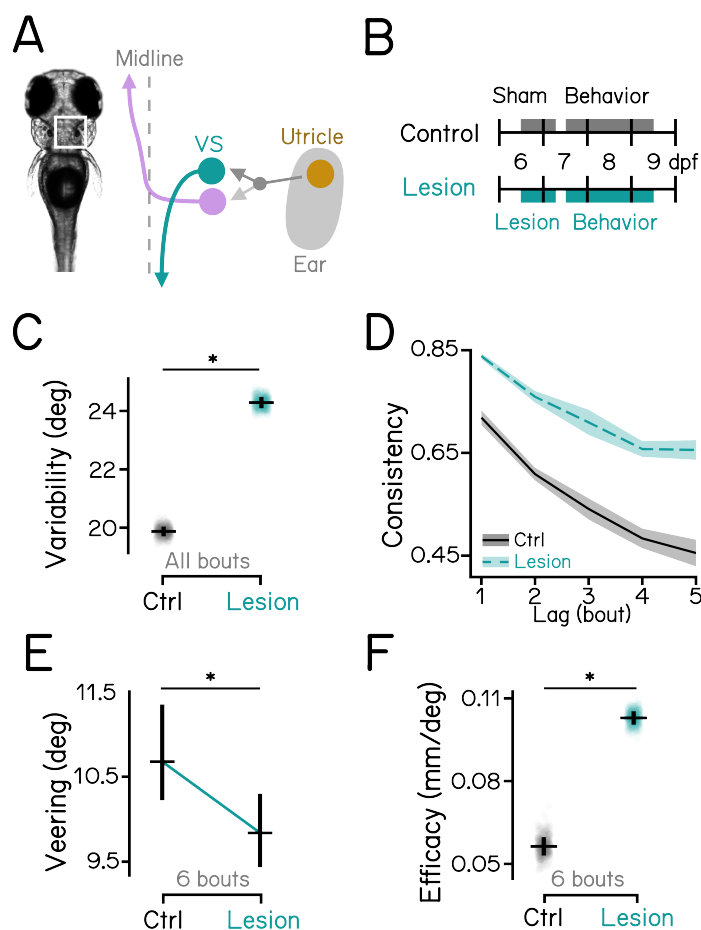 A
Midline
VS
Utricle
Ear
B
Sham Behavior
Control
6 7 8 9 dpf
Lesion
Lesion Behavior
C
Variability (deg)
*
24
22
20
All bouts
Ctrl Lesion
D
Consistency
0.85
0.65
0.45
Ctrl
Lesion
1 2 3 4 5
Lag (bout)
E
Veering (deg)
*
11.5
10.5
9.5
6 bouts
Ctrl Lesion
F
Efficacy (mm/deg)
*
0.11
0.08
0.05
6 bouts
Ctrl Lesion